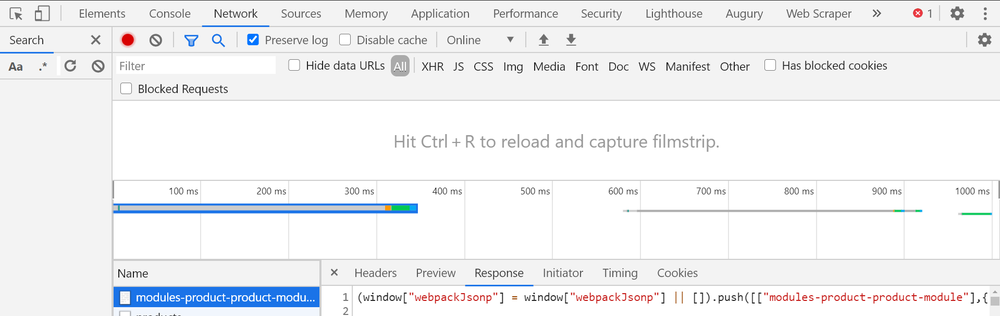 Elements Console Network Sources Memory Application Performance Security Lighthouse Augury Web Scraper » 1
Search Preserve log Disable cache Online
Aa .* Filter Hide data URLs All XHR JS CSS Img Media Font Doc WS Manifest Other Has blocked cookies
Blocked Requests
Hit Ctrl + R to reload and capture filmstrip.
100 ms 200 ms 300 ms 400 ms 500 ms 600 ms 700 ms 800 ms 900 ms 1000 ms
Name Headers Preview Response Initiator Timing Cookies
modules-product-product-modu... 1 (window["webpackJsonp"] = window["webpackJsonp"] || []).push([["modules-product-product-module"],{
products 2